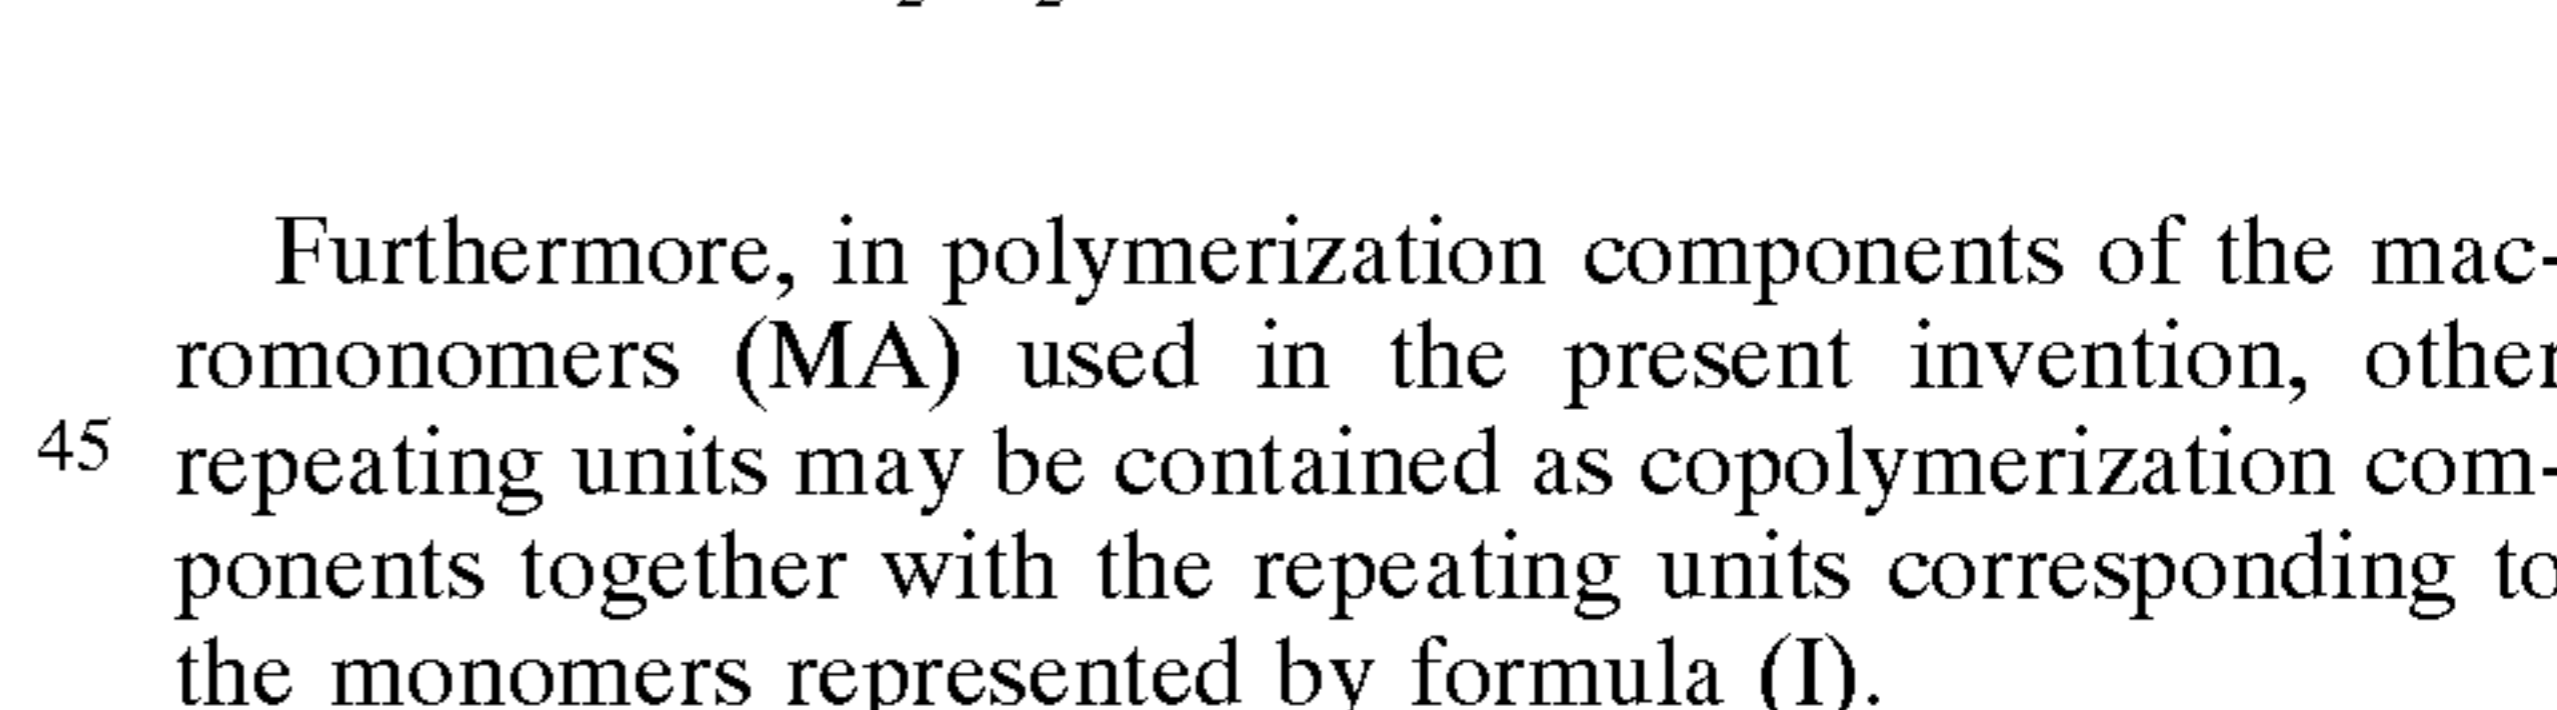 Furthermore, in polymerization components of the mac-
romonomers (MA) used in the present invention, other
45 repeating units may be contained as copolymerization com-
ponents together with the repeating units corresponding to
the monomers represented by formula (I).